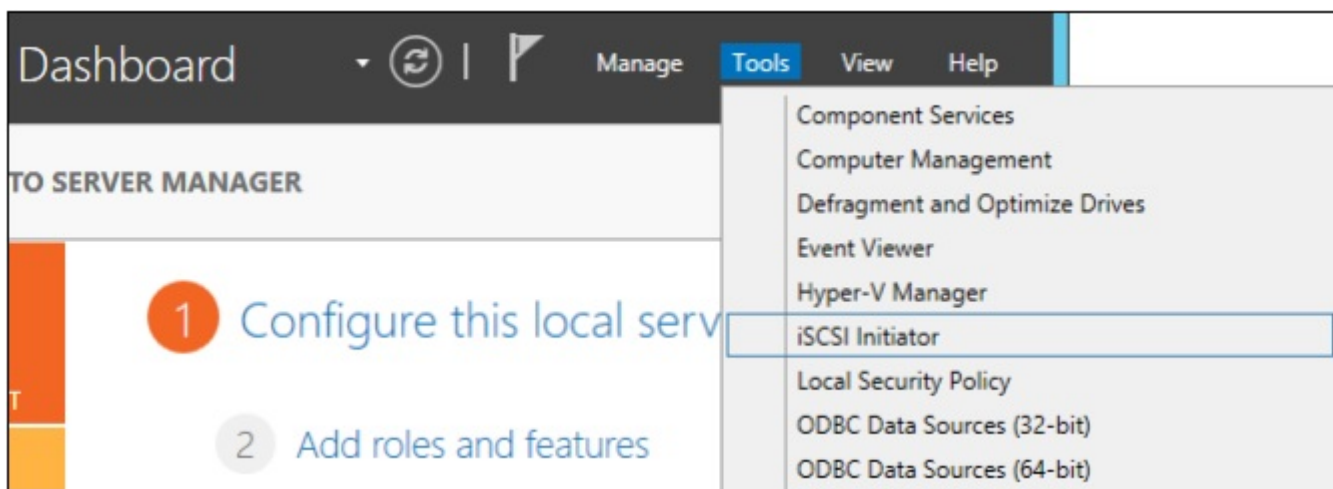 Dashboard
Manage Tools View Help
TO SERVER MANAGER
Component Services
Computer Management
Defragment and Optimize Drives
Event Viewer
Hyper-V Manager
iSCSI Initiator
Local Security Policy
ODBC Data Sources (32-bit)
ODBC Data Sources (64-bit)
T
1 Configure this local serv
2 Add roles and features